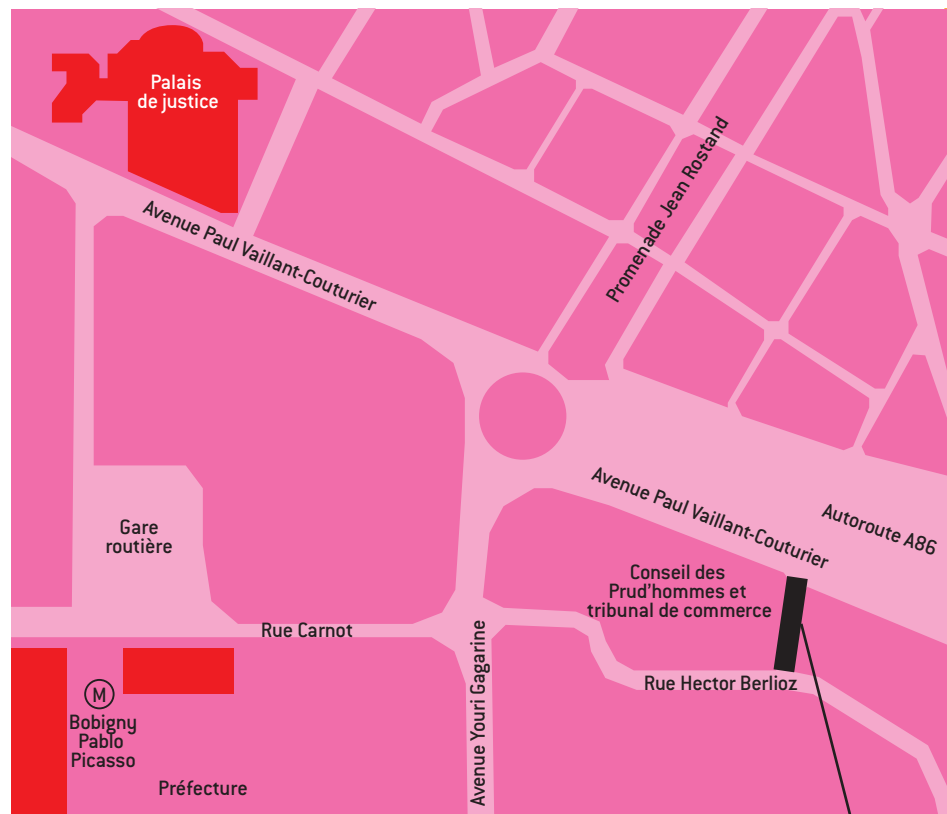 Palais
de justice
Promenade Jean Rostand
Avenue Paul Vaillant-Couturier
Avenue Paul Vaillant-Couturier
Autoroute A86
Gare
routière
Conseil des
Prud'hommes et
tribunal de commerce
Rue Carnot
Avenue Youri Gagarine
Rue Hector Berlioz
M
Bobigny
Pablo
Picasso
Préfecture